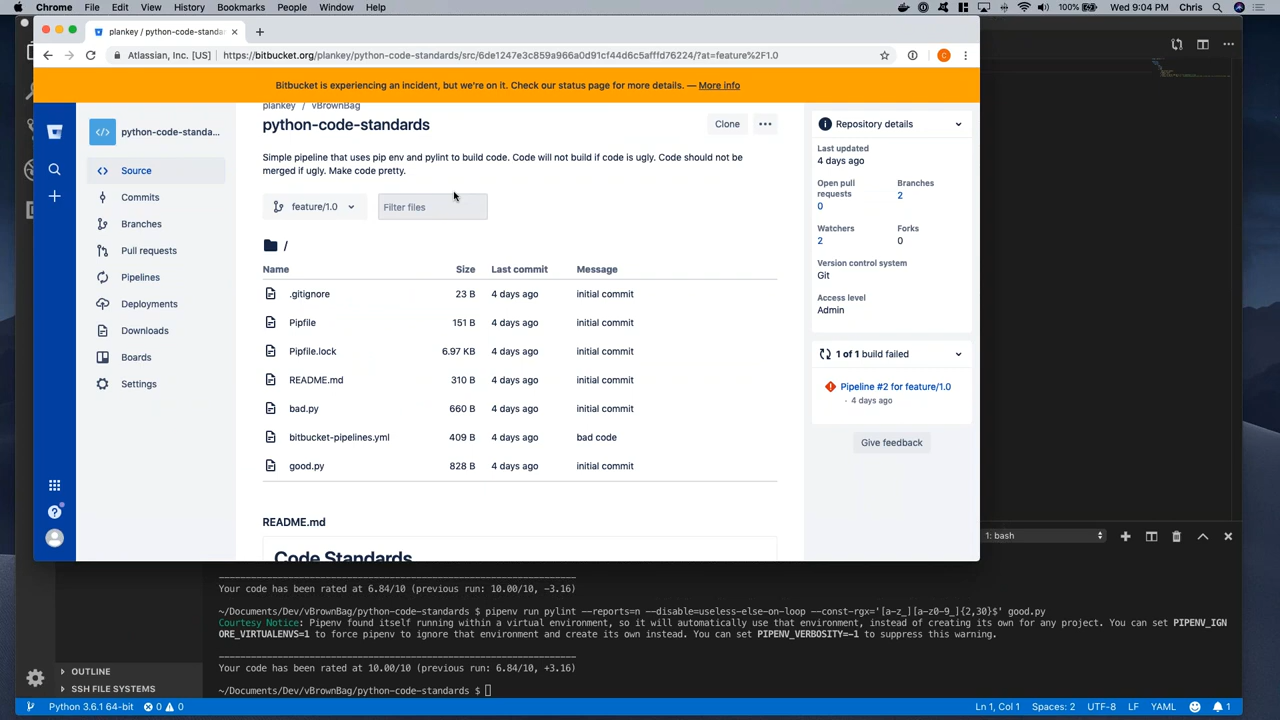 Chrome File Edit View History Bookmarks People Window Help
100% Wed 9:04 PM Chris
plankey / python-code-standar
Atlassian, Inc. [US] https://bitbucket.org/plankey/python-code-standards/src/6de1247e3c859a966a0d91cf44d6c5afffd76224/?at=feature%2F1.0
C
Bitbucket is experiencing an incident, but we're on it. Check our status page for more details. — More info
plankey / vBrownBag
python-code-standa...
python-code-standards
Clone
Simple pipeline that uses pip env and pylint to build code. Code will not build if code is ugly. Code should not be
merged if ugly. Make code pretty.
Source
Commits
Branches
Pull requests
Pipelines
Deployments
Downloads
Boards
Settings
feature/1.0
Filter files
/
Name Size Last commit Message
.gitignore 23 B 4 days ago initial commit
Pipfile 151 B 4 days ago initial commit
Pipfile.lock 6.97 KB 4 days ago initial commit
README.md 310 B 4 days ago initial commit
bad.py 660 B 4 days ago initial commit
bitbucket-pipelines.yml 409 B 4 days ago bad code
good.py 828 B 4 days ago initial commit
README.md
Code Standards
Repository details
Last updated
4 days ago
Open pull requests
0
Branches
2
Watchers
2
Forks
0
Version control system
Git
Access level
Admin
1 of 1 build failed
Pipeline #2 for feature/1.0
· 4 days ago
Give feedback
1: bash
Your code has been rated at 6.84/10 (previous run: 10.00/10, -3.16)
~/Documents/Dev/vBrownBag/python-code-standards $ pipenv run pylint --reports=n --disable=useless-else-on-loop --const-rgx='[a-z_][a-z0-9_]{2,30}$' good.py
Courtesy Notice: Pipenv found itself running within a virtual environment, so it will automatically use that environment, instead of creating its own for any project. You can set PIPENV_IGN
ORE_VIRTUALENVS=1 to force pipenv to ignore that environment and create its own instead. You can set PIPENV_VERBOSITY=-1 to suppress this warning.
Your code has been rated at 10.00/10 (previous run: 6.84/10, +3.16)
~/Documents/Dev/vBrownBag/python-code-standards $
OUTLINE
SSH FILE SYSTEMS
Python 3.6.1 64-bit 0 0 Ln 1, Col 1 Spaces: 2 UTF-8 LF YAML 1